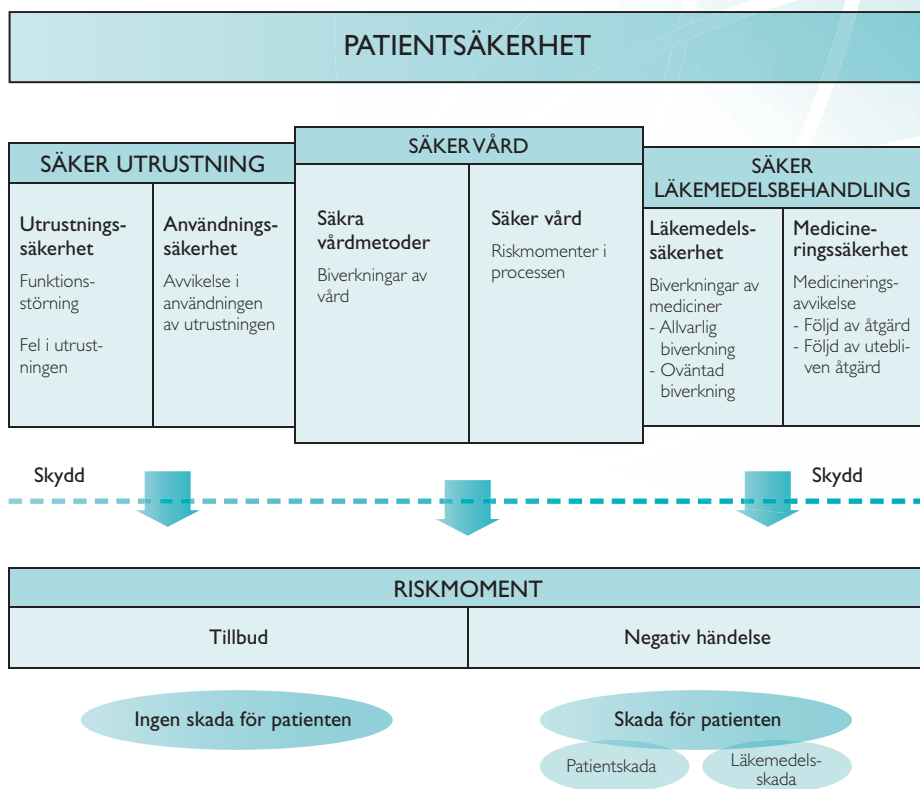 PATIENTSÄKERHET
SÄKER UTRUSTNING
Utrustnings-
säkerhet
Funktions-
störning
Fel i utrust-
ningen
Användnings-
säkerhet
Avvikelse i
användningen
av utrustningen
SÄKER VÅRD
Säkra
vårdmetoder
Biverkningar av
vård
Säker vård
Riskmomenter i
processen
SÄKER
LÄKEMEDELSBEHANDLING
Läkemedels-
säkerhet
Biverkningar av
mediciner
- Allvarlig
biverkning
- Oväntad
biverkning
Medicine-
ringssäkerhet
Medicinerings-
avvikelse
- Följd av åtgärd
- Följd av utebli-
ven åtgärd
Skydd
Skydd
RISKMOMENT
Tillbud
Negativ händelse
Ingen skada för patienten
Skada för patienten
Patientskada
Läkemedels-
skada